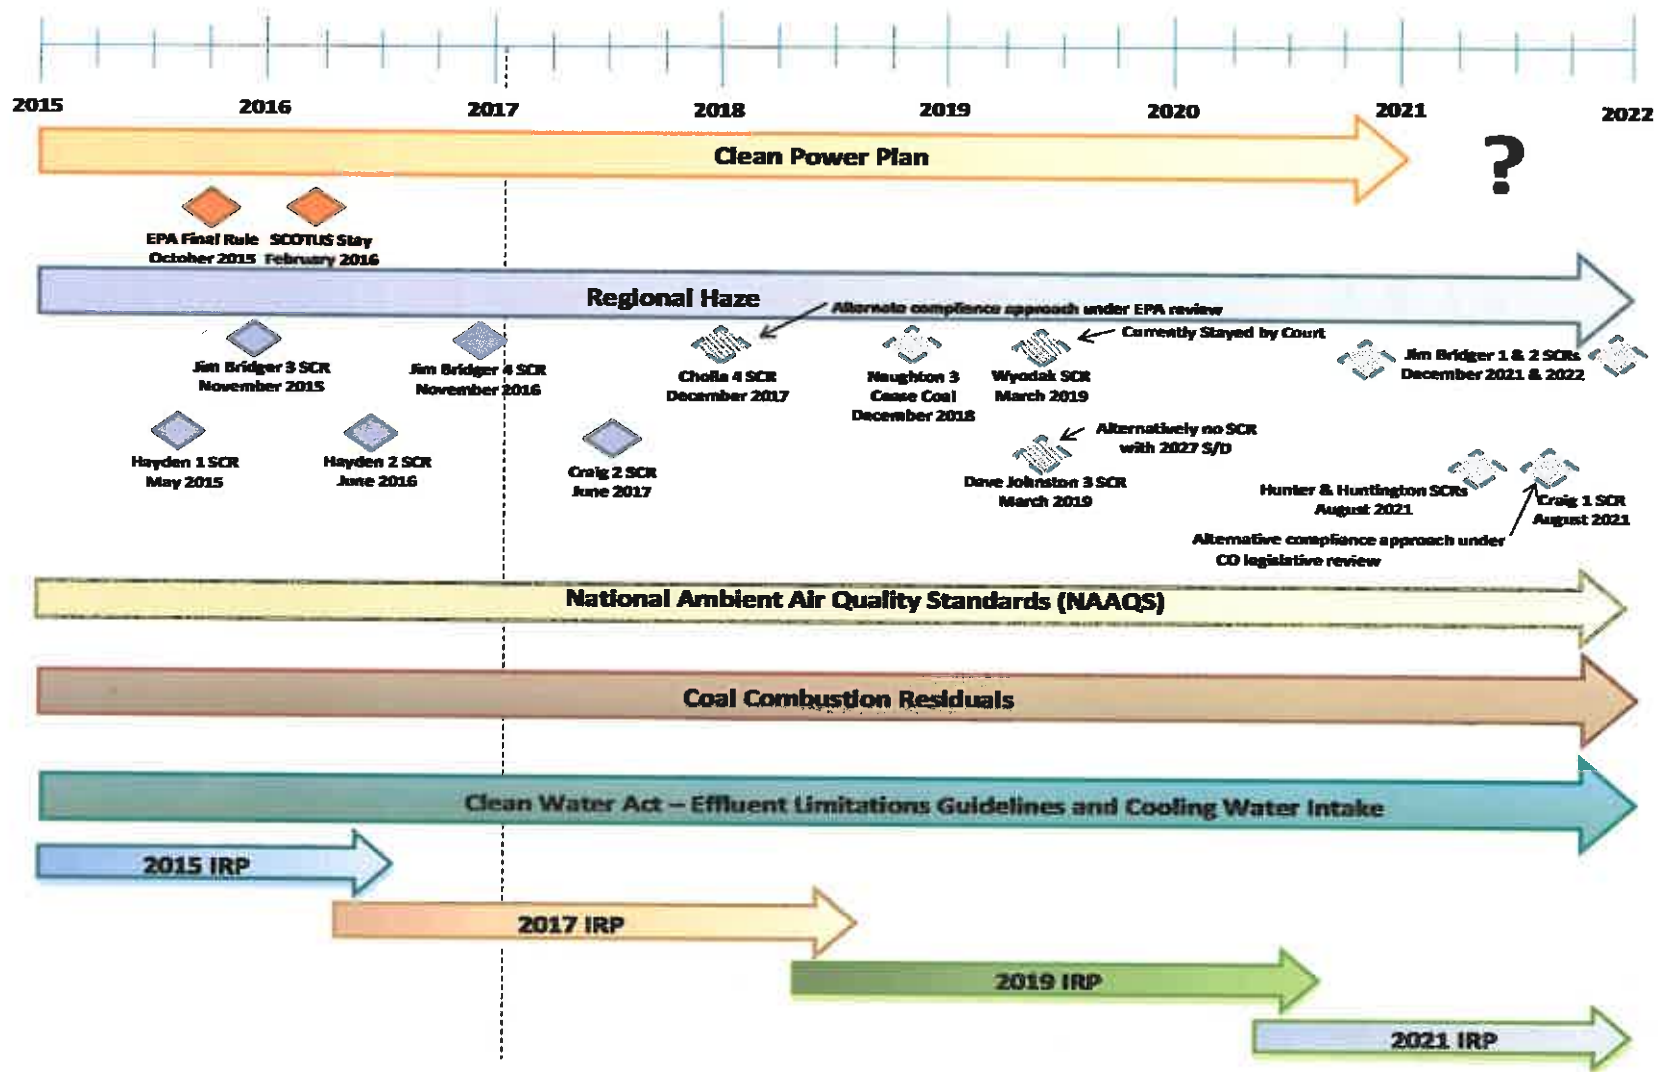 2015
2016
2017
2018
2019
2020
2021
2022
Clean Power Plan
?
EPA Final Rule
October 2015
SCOTUS Stay
February 2016
Regional Haze
Alternate compliance approach under EPA review
Currently Stayed by Court
Jim Bridger 3 SCR
November 2015
Jim Bridger 4 SCR
November 2016
Cholla 4 SCR
December 2017
Naughton 3
Cease Coal
December 2018
Wyodak SCR
March 2019
Jim Bridger 1 & 2 SCRs
December 2021 & 2022
Hayden 1 SCR
May 2015
Hayden 2 SCR
June 2016
Craig 2 SCR
June 2017
Alternatively no SCR
with 2027 S/D
Dave Johnston 3 SCR
March 2019
Hunter & Huntington SCRs
August 2021
Craig 1 SCR
August 2021
Alternative compliance approach under
CO legislative review
National Ambient Air Quality Standards (NAAQS)
Coal Combustion Residuals
Clean Water Act – Effluent Limitations Guidelines and Cooling Water Intake
2015 IRP
2017 IRP
2019 IRP
2021 IRP